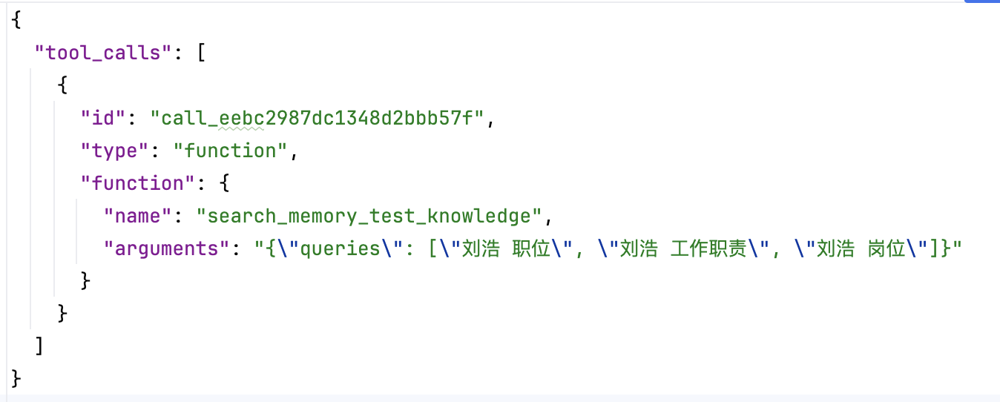 {
  "tool_calls": [
    {
      "id": "call_eebc2987dc1348d2bbb57f",
      "type": "function",
      "function": {
        "name": "search_memory_test_knowledge",
        "arguments": "{\"queries\": [\"刘浩 职位\", \"刘浩 工作职责\", \"刘浩 岗位\"]}"
      }
    }
  ]
}